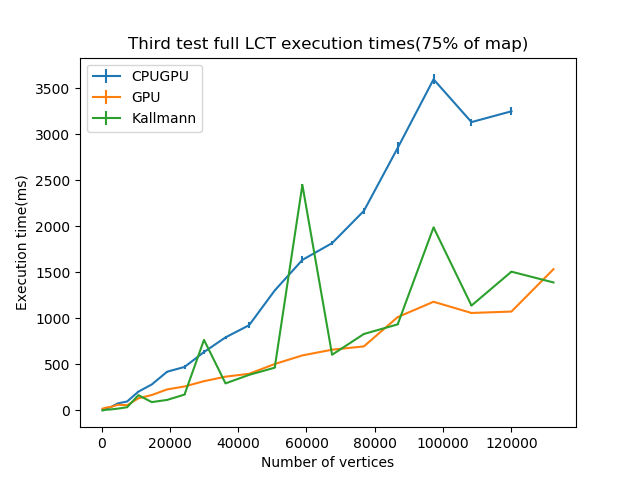 Third test full LCT execution times(75% of map)
CPUGPU
GPU
Kallmann
Execution time(ms)
3500
3000
2500
2000
1500
1000
500
0
0 20000 40000 60000 80000 100000 120000
Number of vertices